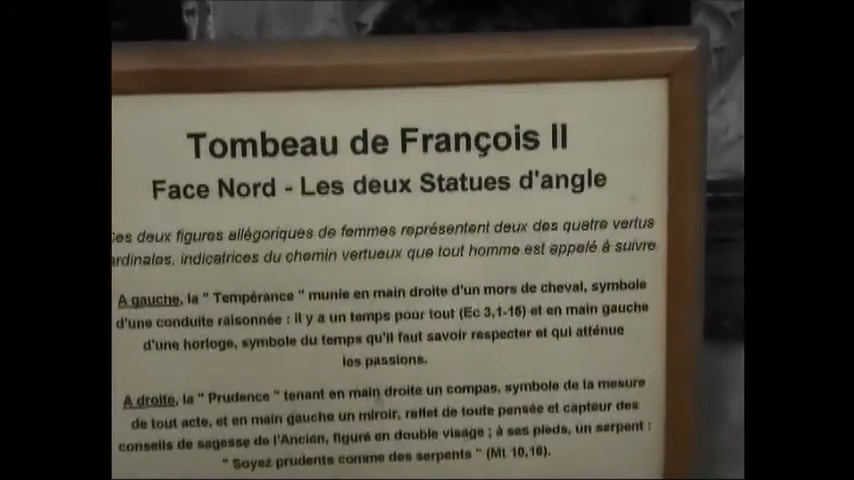 Tombeau de François II
Face Nord - Les deux Statues d'angle
Ces deux figures allégoriques de femmes représentent deux des quatre vertus
ardinales, indicatrices du chemin vertueux que tout homme est appelé à suivre
A gauche, la " Tempérance " munie en main droite d'un mors de cheval, symbole
d'une conduite raisonnée : il y a un temps pour tout (Ec 3,1-15) et en main gauche
d'une horloge, symbole du temps qu'il faut savoir respecter et qui atténue
les passions.
A droite, la " Prudence " tenant en main droite un compas, symbole de la mesure
de tout acte, et en main gauche un miroir, reflet de toute pensée et capteur des
conseils de sagesse de l'Ancien, figuré en double visage ; à ses pieds, un serpent :
" Soyez prudents comme des serpents " (Mt 10,16).